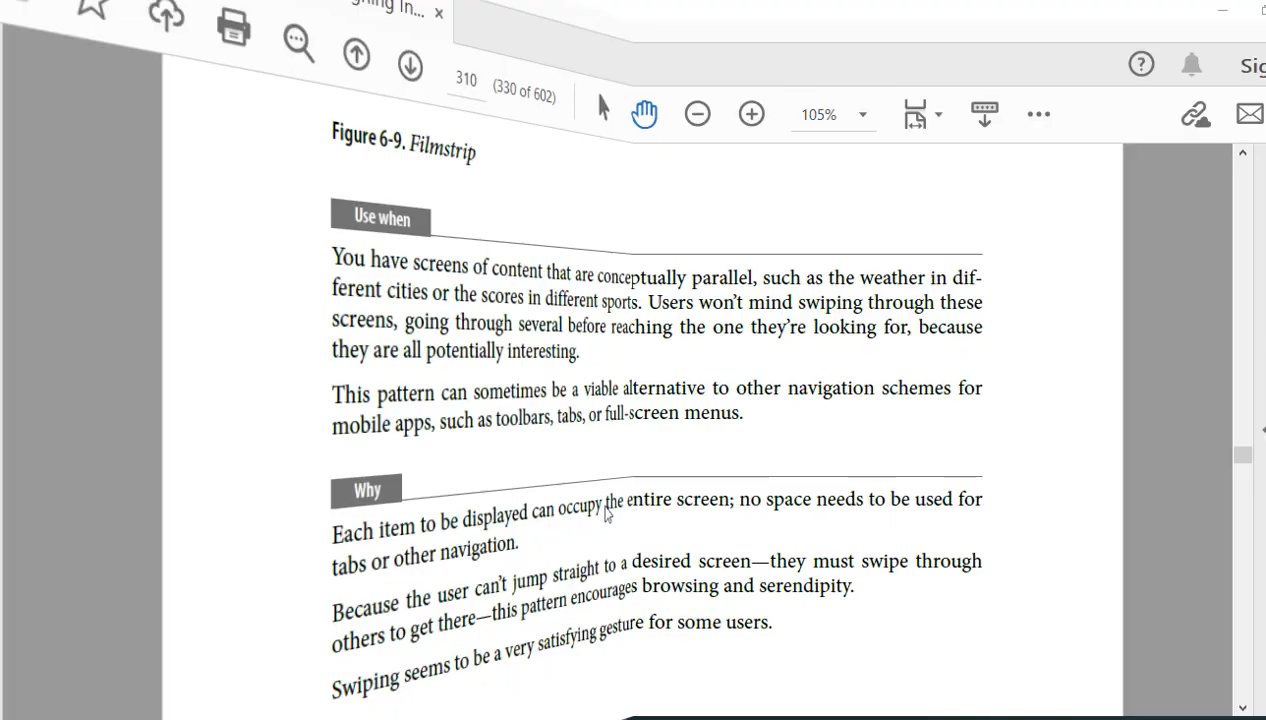 ning In...
310 (330 of 602)
105%
Sig
Figure 6-9. Filmstrip
Use when
You have screens of content that are conceptually parallel, such as the weather in dif-
ferent cities or the scores in different sports. Users won't mind swiping through these
screens, going through several before reaching the one they're looking for, because
they are all potentially interesting.
This pattern can sometimes be a viable alternative to other navigation schemes for
mobile apps, such as toolbars, tabs, or full-screen menus.
Why
Each item to be displayed can occupy the entire screen; no space needs to be used for
tabs or other navigation.
Because the user can't jump straight to a desired screen—they must swipe through
others to get there—this pattern encourages browsing and serendipity.
Swiping seems to be a very satisfying gesture for some users.